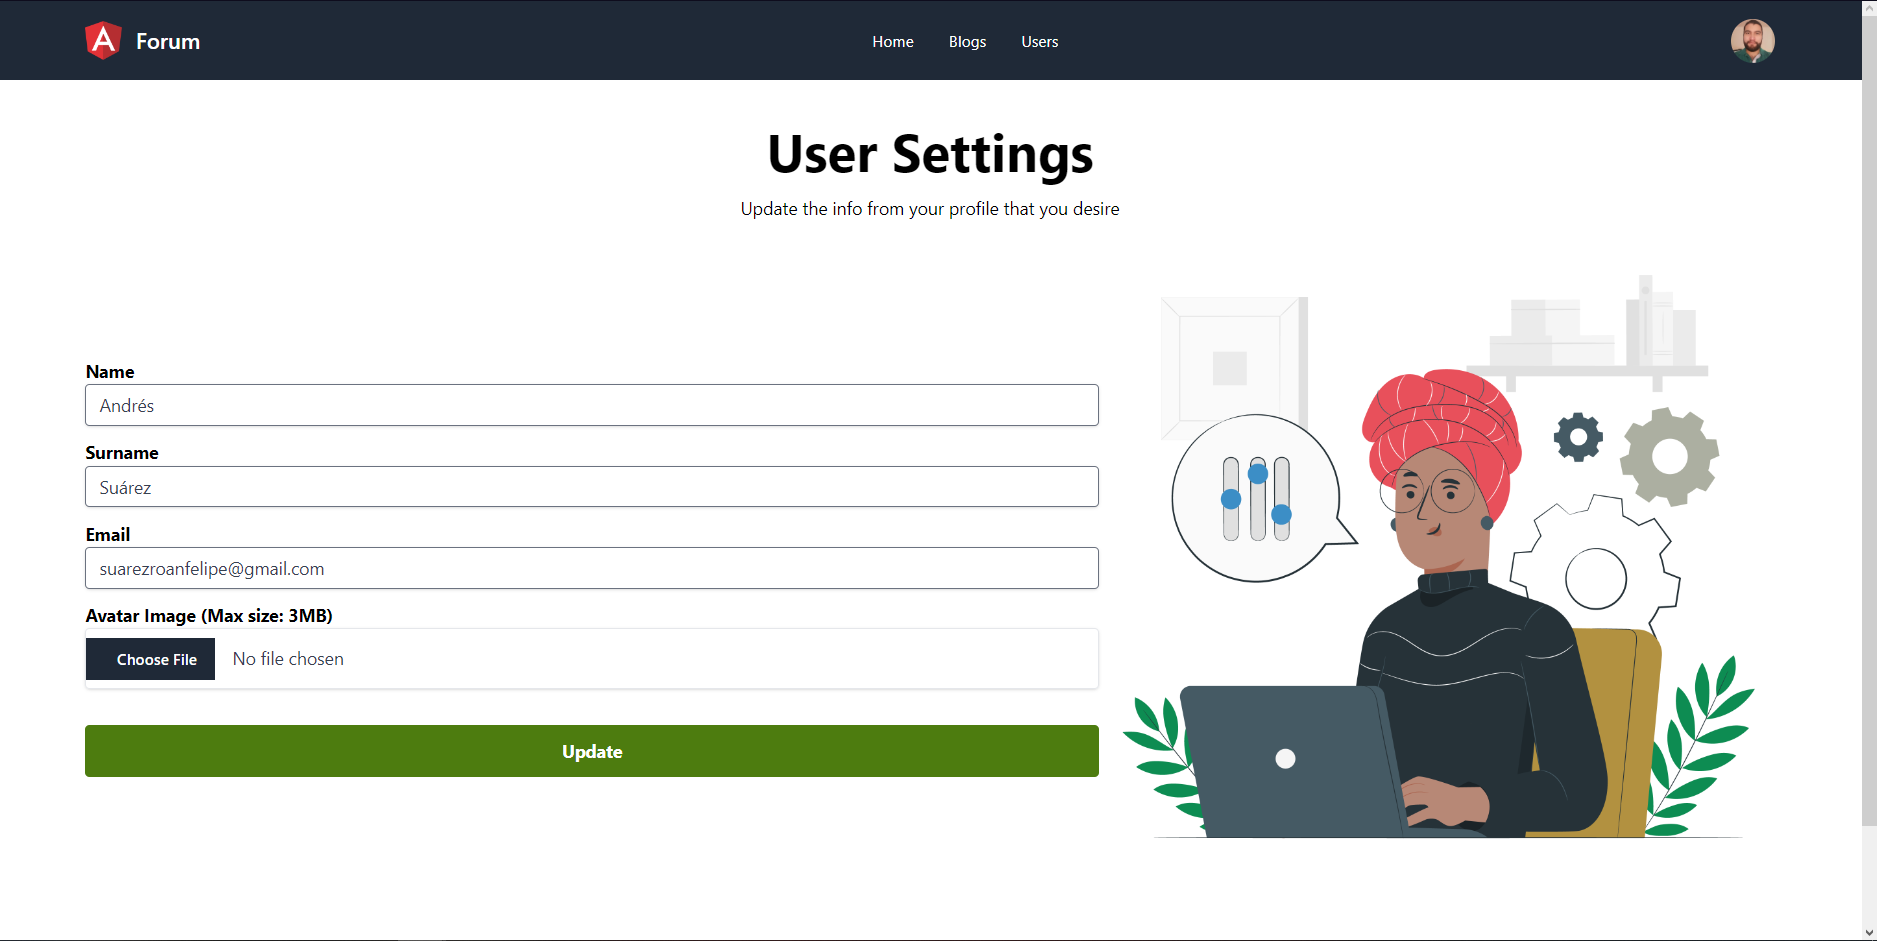 Forum
Home
Blogs
Users
User Settings
Update the info from your profile that you desire
Name
Andrés
Surname
Suárez
Email
suarezroanfelipe@gmail.com
Avatar Image (Max size: 3MB)
Choose File No file chosen
Update